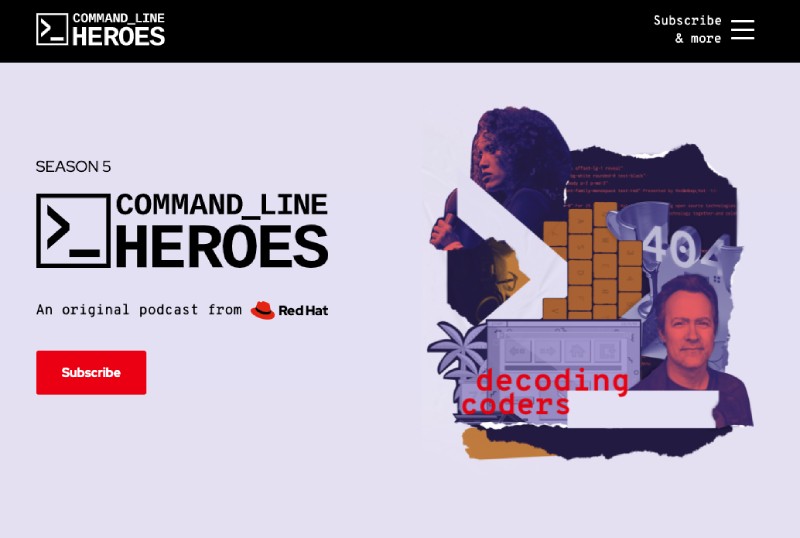 COMMAND_LINE
HEROES
Subscribe
& more
SEASON 5
COMMAND_LINE
HEROES
An original podcast from Red Hat
Subscribe
404
decoding
coders